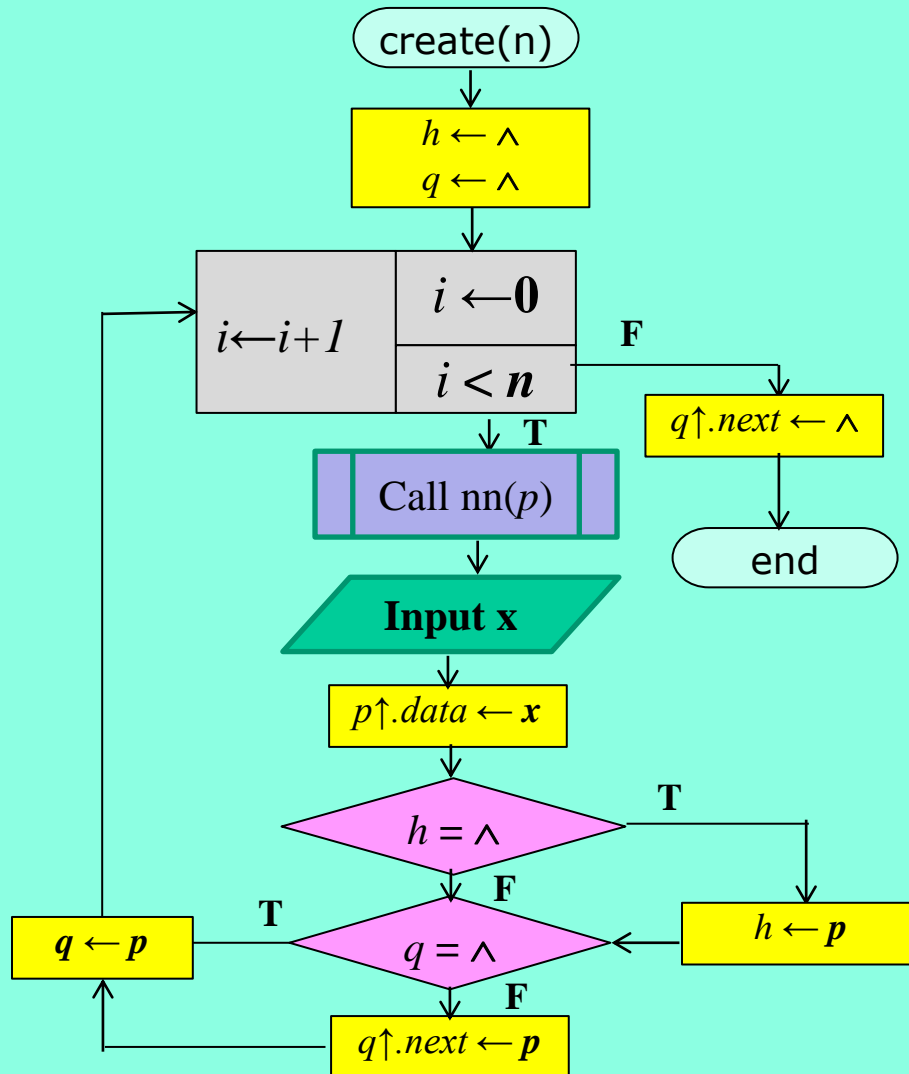 create(n)
h ← ∧
q ← ∧
i ← 0
i←i+1
F
i < n
q↑.next ← ∧
T
Call nn(p)
end
Input x
p↑.data ← x
T
h = ∧
F
T
q ← p
q = ∧
h ← p
F
q↑.next ← p